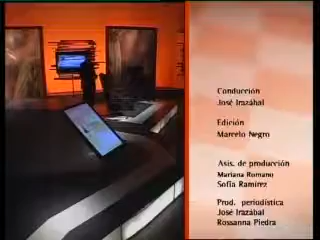 Conducción
José Irazábal
Edición
Marcelo Negro
Asis. de producción
Mariana Romano
Sofía Ramírez
Prod. periodística
José Irazábal
Rossanna Piedra